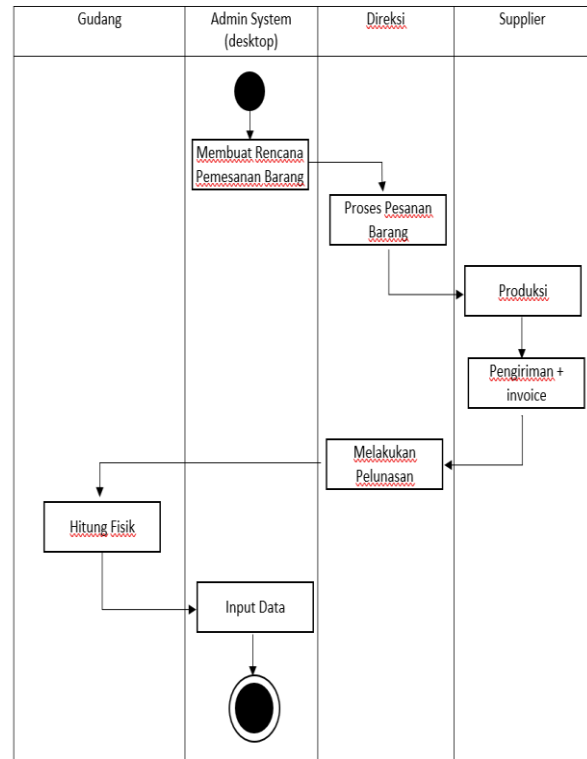 Gudang
Admin System
(desktop)
Direksi
Supplier
Membuat Rencana
Pemesanan Barang
Proses Pesanan
Barang
Produksi
Pengiriman +
invoice
Melakukan
Pelunasan
Hitung Fisik
Input Data